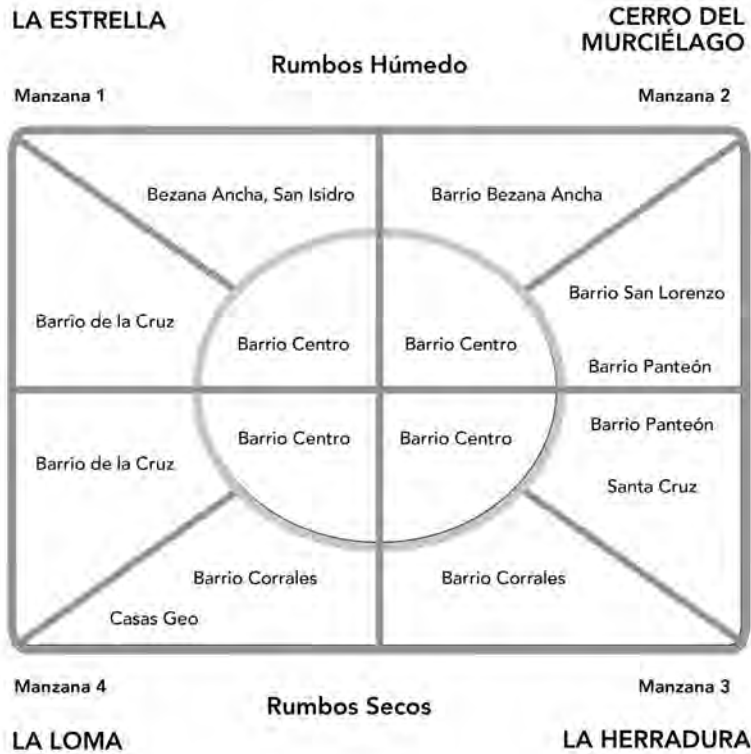 LA ESTRELLA
CERRO DEL
MURCIÉLAGO
Rumbos Húmedo
Manzana 1
Manzana 2
Bezana Ancha, San Isidro
Barrio Bezana Ancha
Barrio San Lorenzo
Barrio de la Cruz
Barrio Centro
Barrio Centro
Barrio Panteón
Barrio Centro
Barrio Centro
Barrio Panteón
Barrio de la Cruz
Santa Cruz
Barrio Corrales
Barrio Corrales
Casas Geo
Manzana 4
Rumbos Secos
Manzana 3
LA LOMA
LA HERRADURA